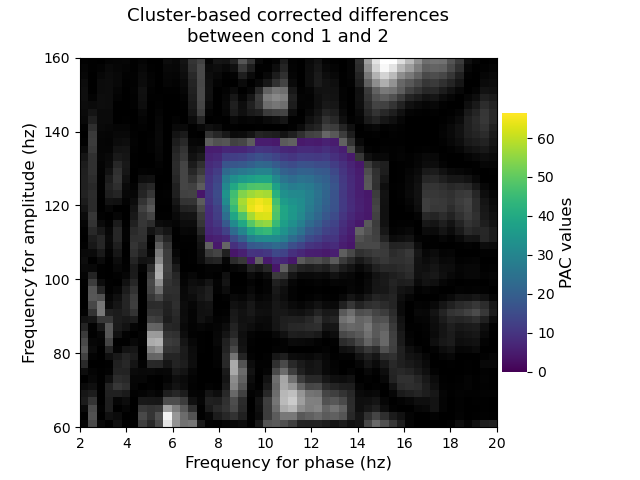 Cluster-based corrected differences
between cond 1 and 2
160
140
120
100
80
60
Frequency for amplitude (hz)
2 4 6 8 10 12 14 16 18 20
Frequency for phase (hz)
60
50
40
30
20
10
0
PAC values